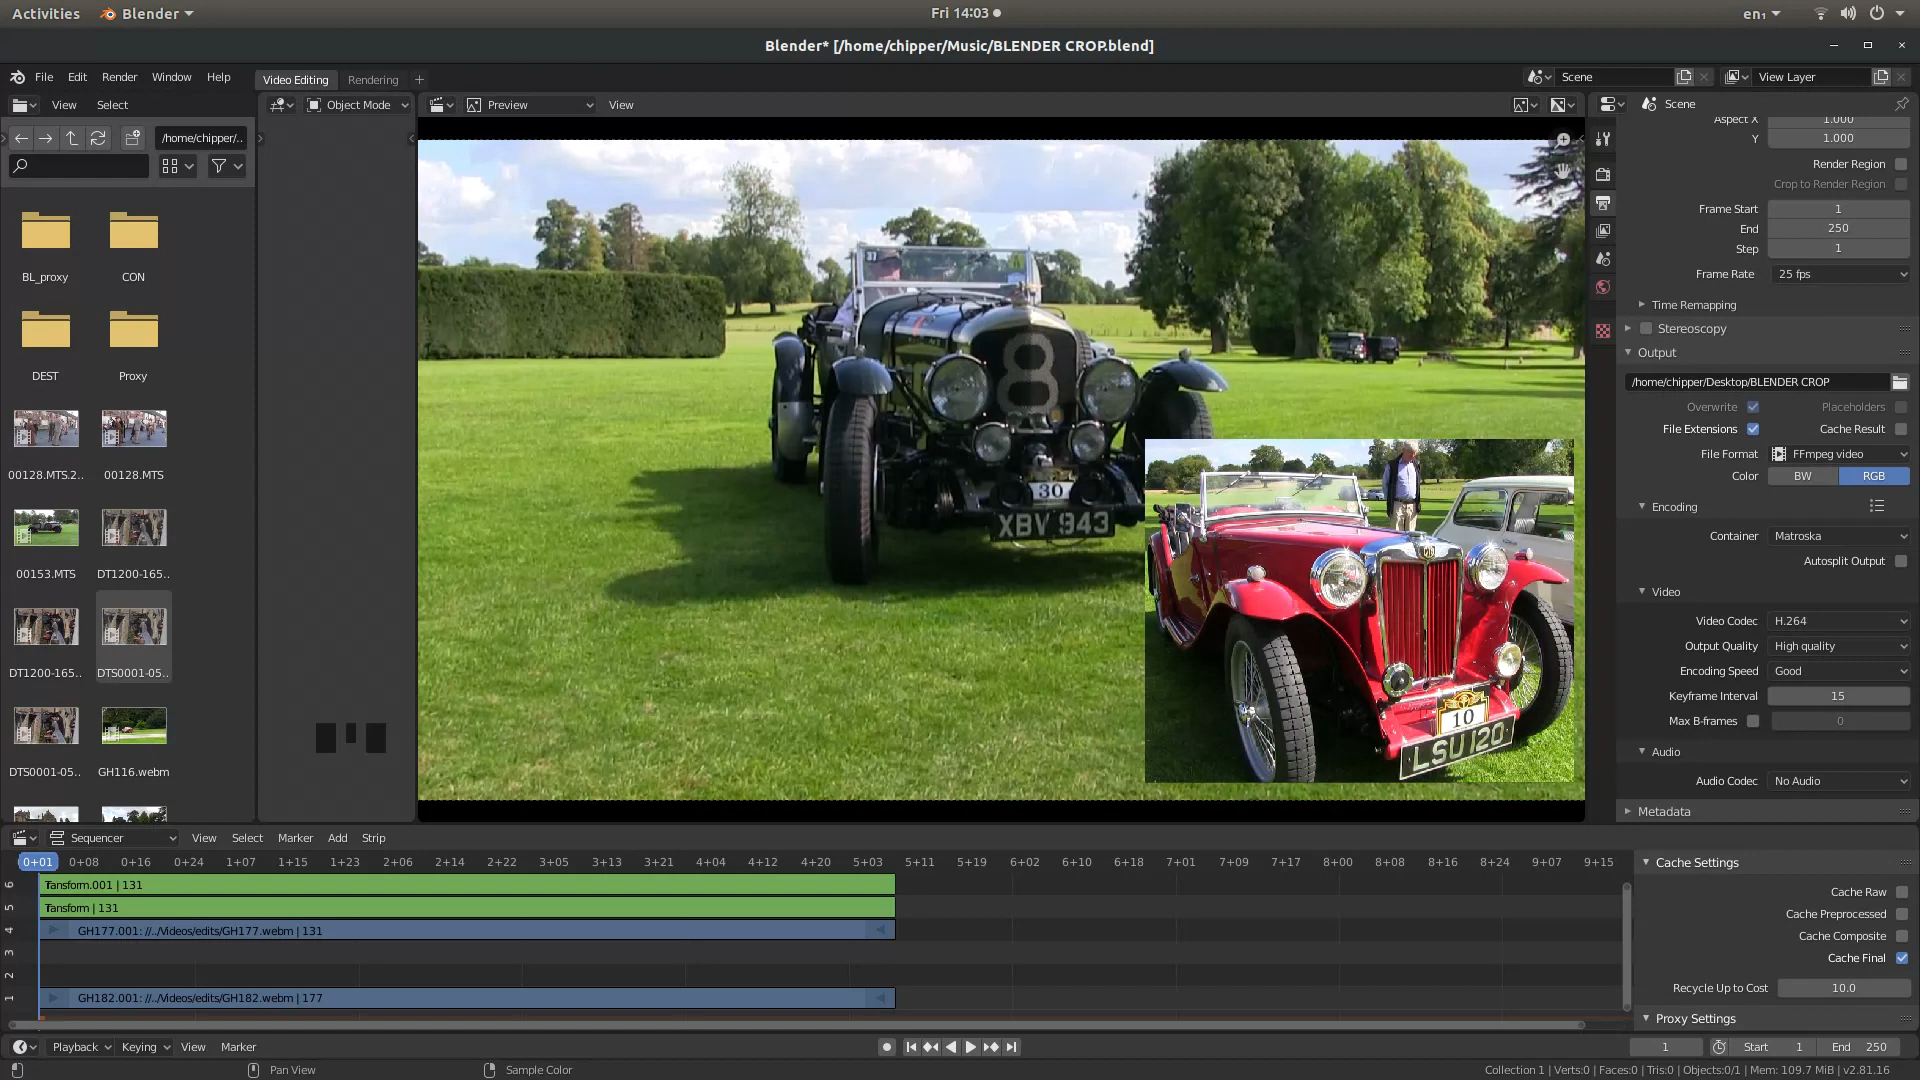 Activities Blender Fri 14:03 en₁
Blender* [/home/chipper/Music/BLENDER CROP.blend]
File Edit Render Window Help Video Editing Rendering + Scene View Layer
View Select Object Mode Preview View Scene
/home/chipper/..
Aspect X 1.000
Y 1.000
Render Region
Crop to Render Region
Frame Start 1
End 250
Step 1
Frame Rate 25 fps
Time Remapping
Stereoscopy
Output
/home/chipper/Desktop/BLENDER CROP
Overwrite Placeholders
File Extensions Cache Result
File Format FFmpeg video
Color BW RGB
Encoding
Container Matroska
Autosplit Output
Video
Video Codec H.264
Output Quality High quality
Encoding Speed Good
Keyframe Interval 15
Max B-frames 0
Audio
Audio Codec No Audio
Metadata
BL_proxy CON
DEST Proxy
00128.MTS.2.. 00128.MTS
00153.MTS DT1200-165..
DT1200-165.. DTS0001-05..
DTS0001-05.. GH116.webm
37
8
30
XBV 943
10
LSU 120
Sequencer View Select Marker Add Strip
0+01 0+08 0+16 0+24 1+07 1+15 1+23 2+06 2+14 2+22 3+05 3+13 3+21 4+04 4+12 4+20 5+03 5+11 5+19 6+02 6+10 6+18 7+01 7+09 7+17 8+00 8+08 8+16 8+24 9+07 9+15
6 Transform.001 | 131
5 Transform | 131
4 GH177.001: //../Videos/edits/GH177.webm | 131
3
2
1 GH182.001: //../Videos/edits/GH182.webm | 177
Cache Settings
Cache Raw
Cache Preprocessed
Cache Composite
Cache Final
Recycle Up to Cost 10.0
Proxy Settings
Playback Keying View Marker 1 Start 1 End 250
Pan View Sample Color Collection 1 | Verts:0 | Faces:0 | Tris:0 | Objects:0/1 | Mem: 109.7 MiB | v2.81.16